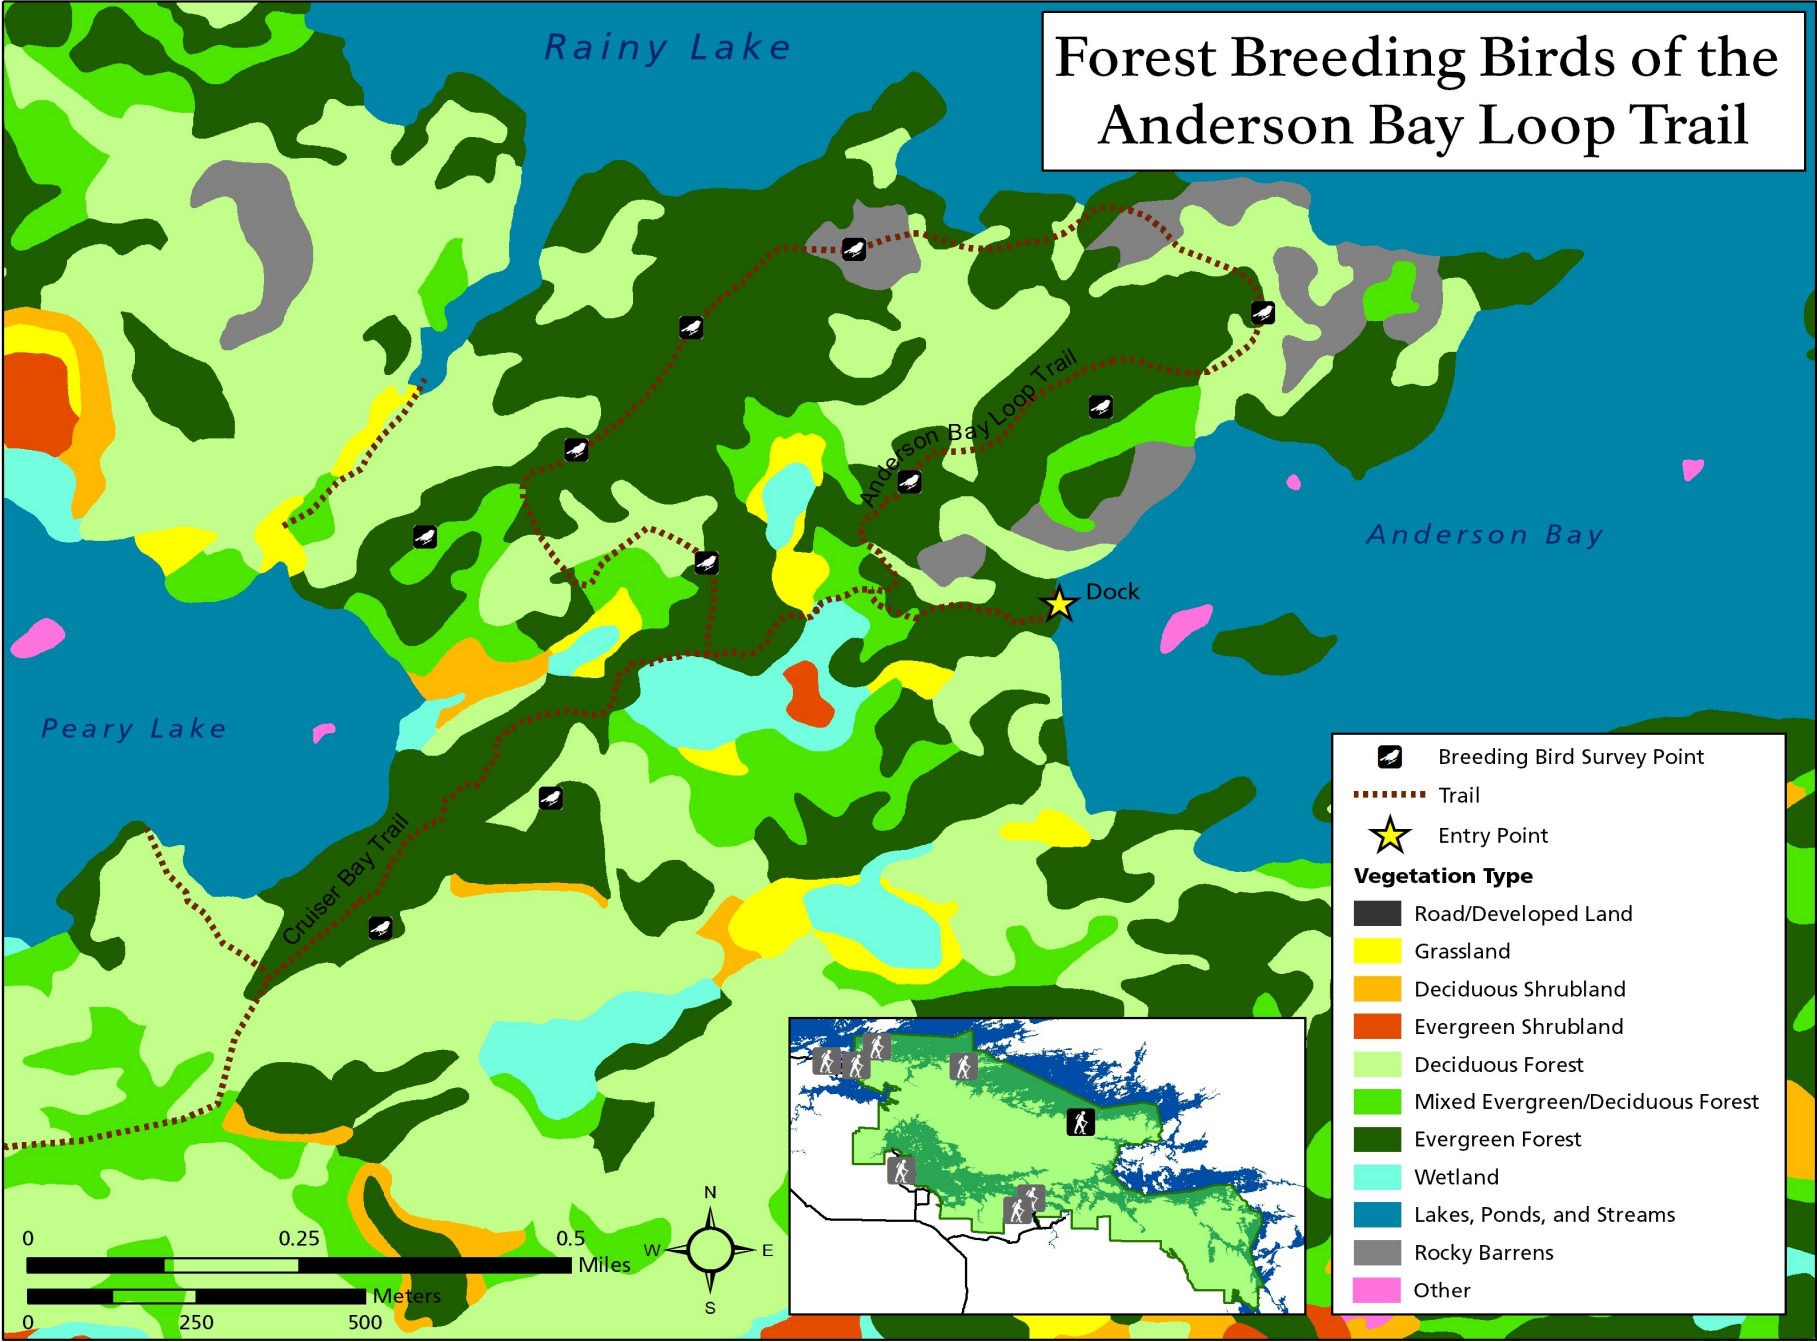 Rainy Lake
Forest Breeding Birds of the
Anderson Bay Loop Trail
Anderson Bay Loop Trail
Anderson Bay
Dock
Peary Lake
Cruiser Bay Trail
Breeding Bird Survey Point
Trail
Entry Point
Vegetation Type
Road/Developed Land
Grassland
Deciduous Shrubland
Evergreen Shrubland
Deciduous Forest
Mixed Evergreen/Deciduous Forest
Evergreen Forest
Wetland
Lakes, Ponds, and Streams
Rocky Barrens
Other
N
W E
S
0 0.25 0.5
Miles
Meters
0 250 500